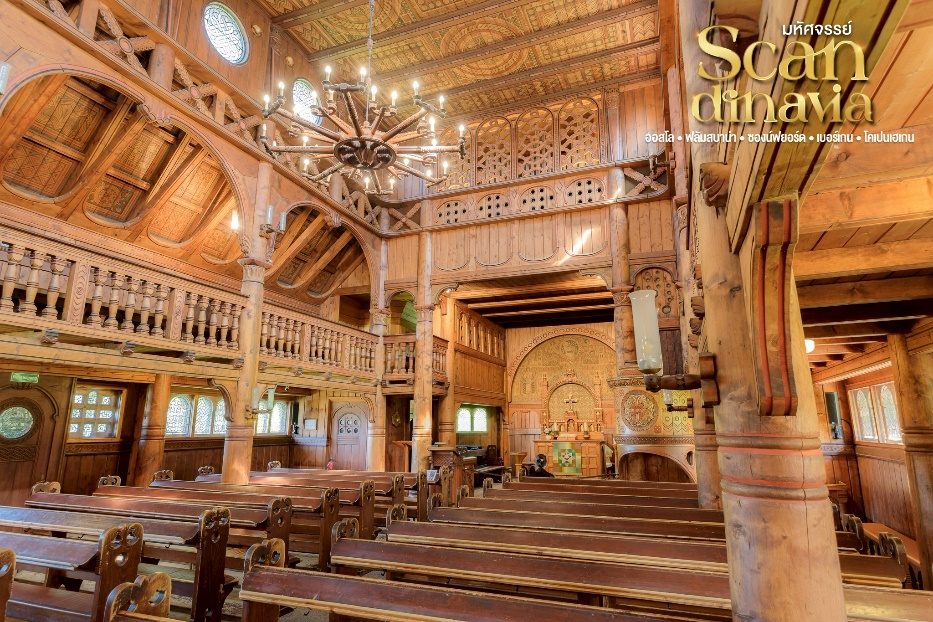 มหัศจรรย์
Scan
dinavia
ออสโล • ฟลัมสบาน่า • ซองน์ฟยอร์ด • เบอร์เกน • โคเปนเฮเกน